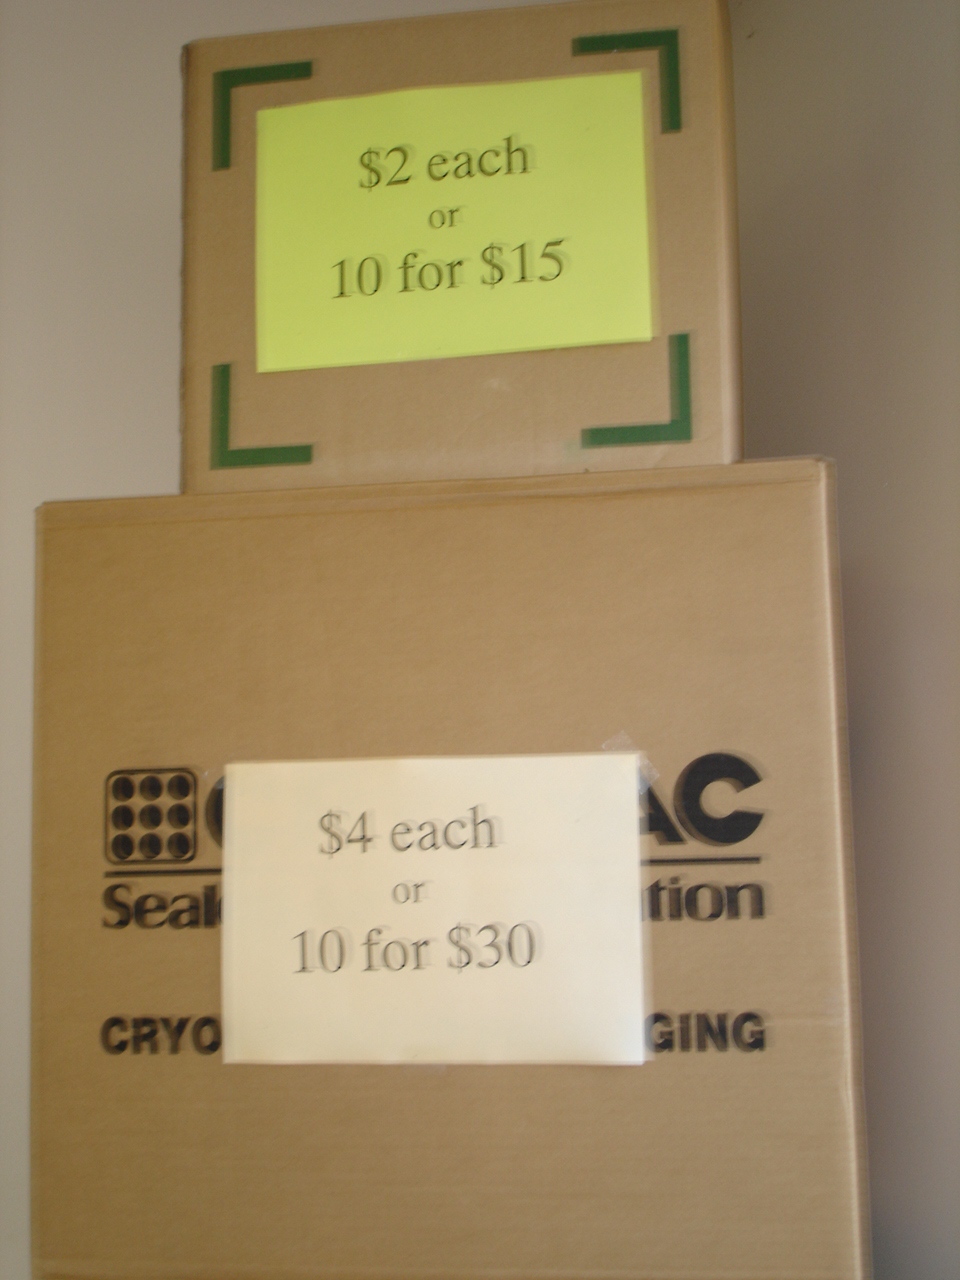 $2 each
or
10 for $15
AC
Seal
tion
$4 each
or
10 for $30
CRYO
GING